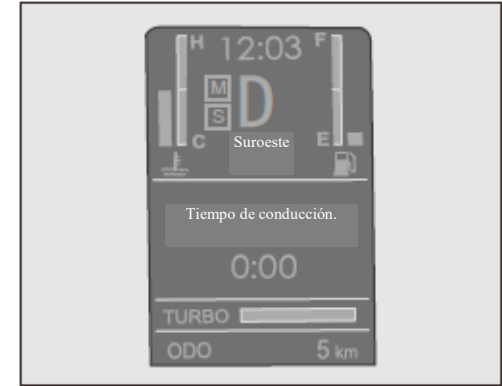 H 12:03 F
M D
S
C Suroeste E
Tiempo de conducción.
0:00
TURBO
ODO 5 km